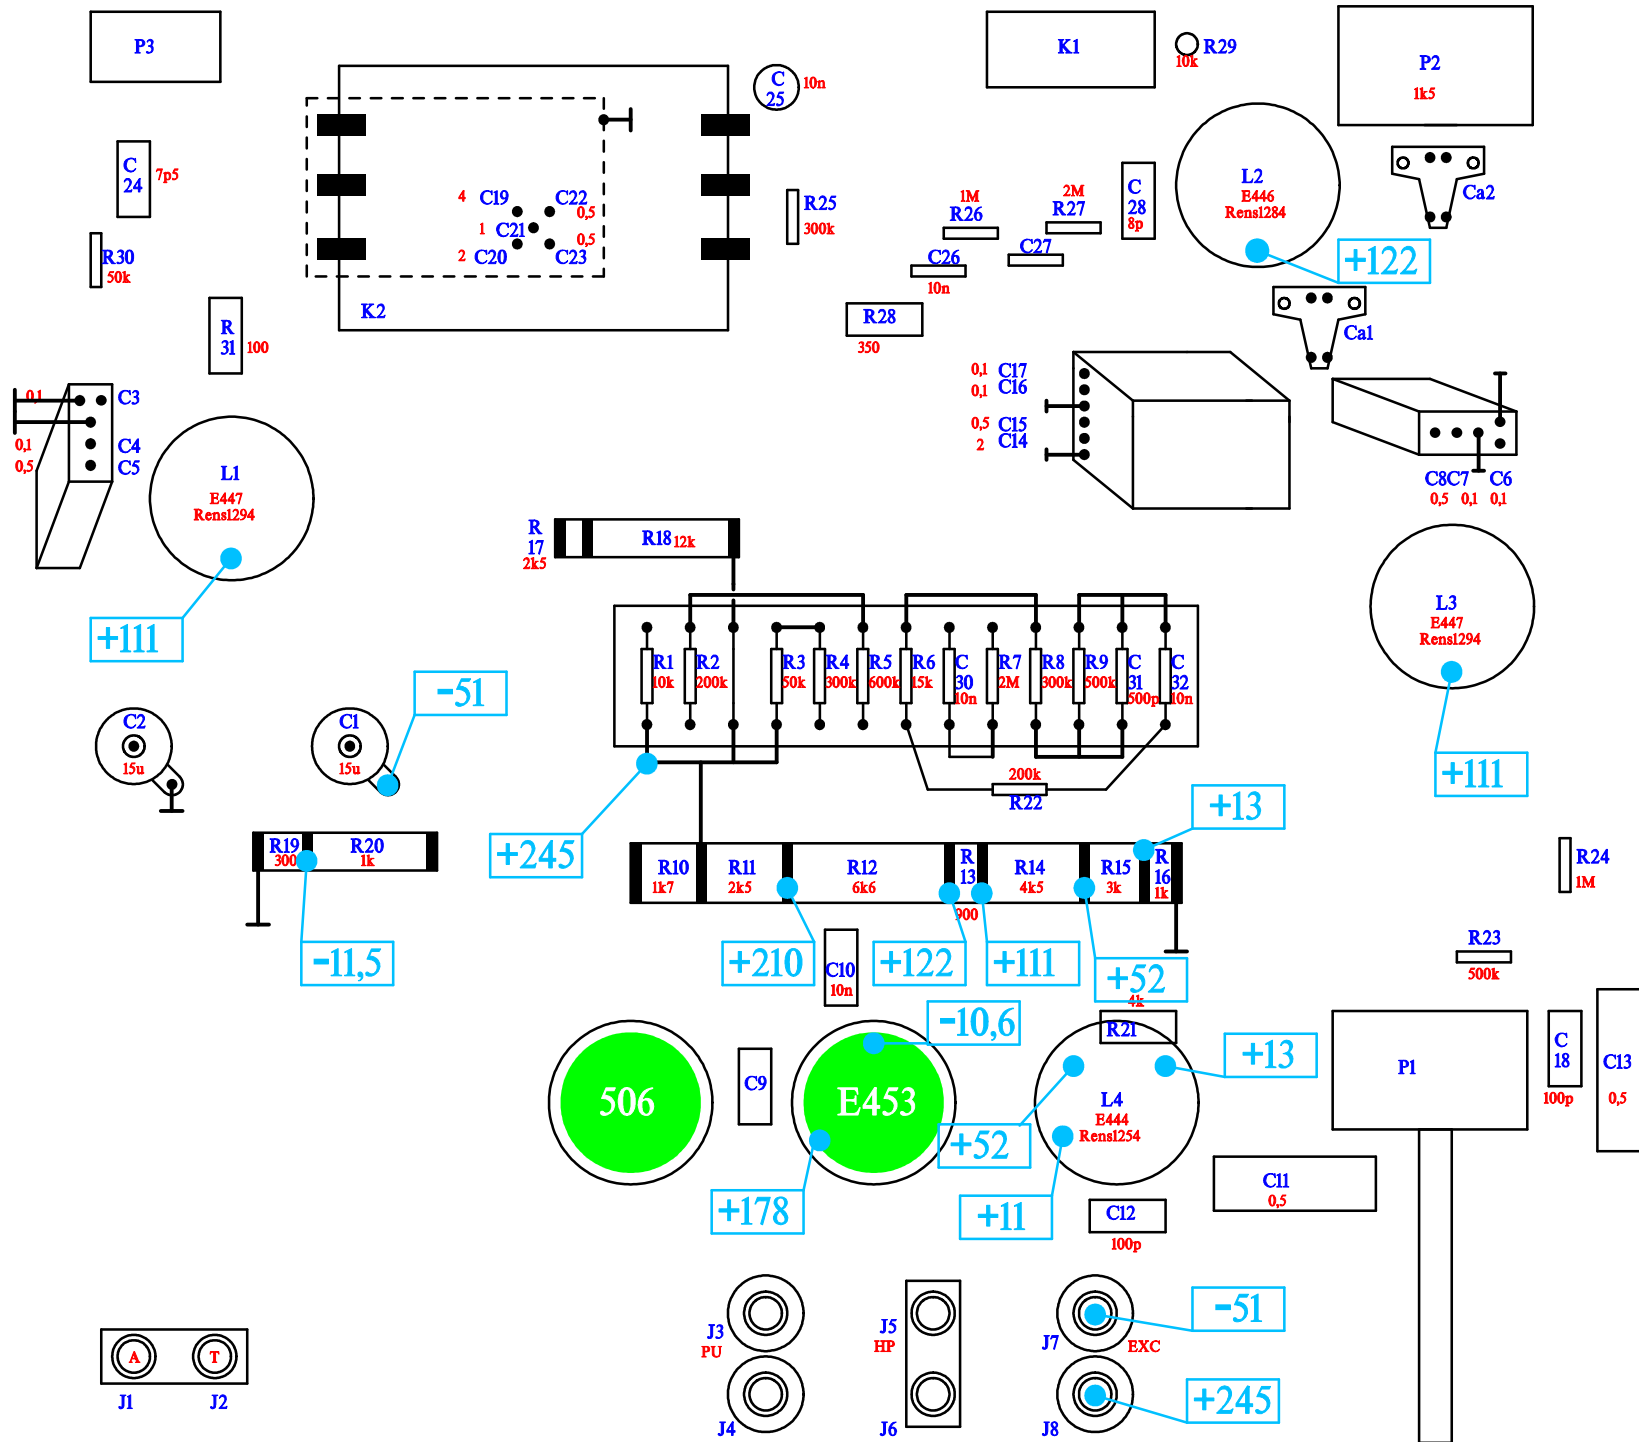 P3
K1
R29
10k
P2
1k5
C
25
10n
C
24
7p5
4
C19
C22
0,5
1
C21
0,5
2
C20
C23
R25
300k
1M
R26
2M
R27
C
28
8p
L2
E446
Rens1284
Ca2
+122
R30
50k
K2
C26
10n
C27
R28
350
Ca1
R
31
100
0,1
C3
0,1
C4
0,5
C5
0,1
C17
0,1
C16
0,5
C15
2
C14
C8
C7
C6
0,5
0,1
0,1
L1
E447
Rens1294
R
17
2k5
R18
12k
+111
L3
E447
Rens1294
+111
-51
C2
15u
C1
15u
R1
10k
R2
200k
R3
50k
R4
300k
R5
600k
R6
15k
C
30
10n
R7
2M
R8
300k
R9
500k
C
31
500p
C
32
10n
200k
R22
+13
+245
R19
300
R20
1k
R10
1k7
R11
2k5
R12
6k6
R
13
900
R14
4k5
R15
3k
R
16
1k
R24
1M
-11,5
+210
C10
10n
+122
+111
+52
R23
500k
-10,6
4k
R21
+13
506
C9
E453
L4
E444
Rens1254
P1
C
18
100p
C13
0,5
+52
+178
+11
C12
100p
C11
0,5
J3
PU
J5
HP
J7
EXC
-51
A
T
J1
J2
J4
J6
J8
+245